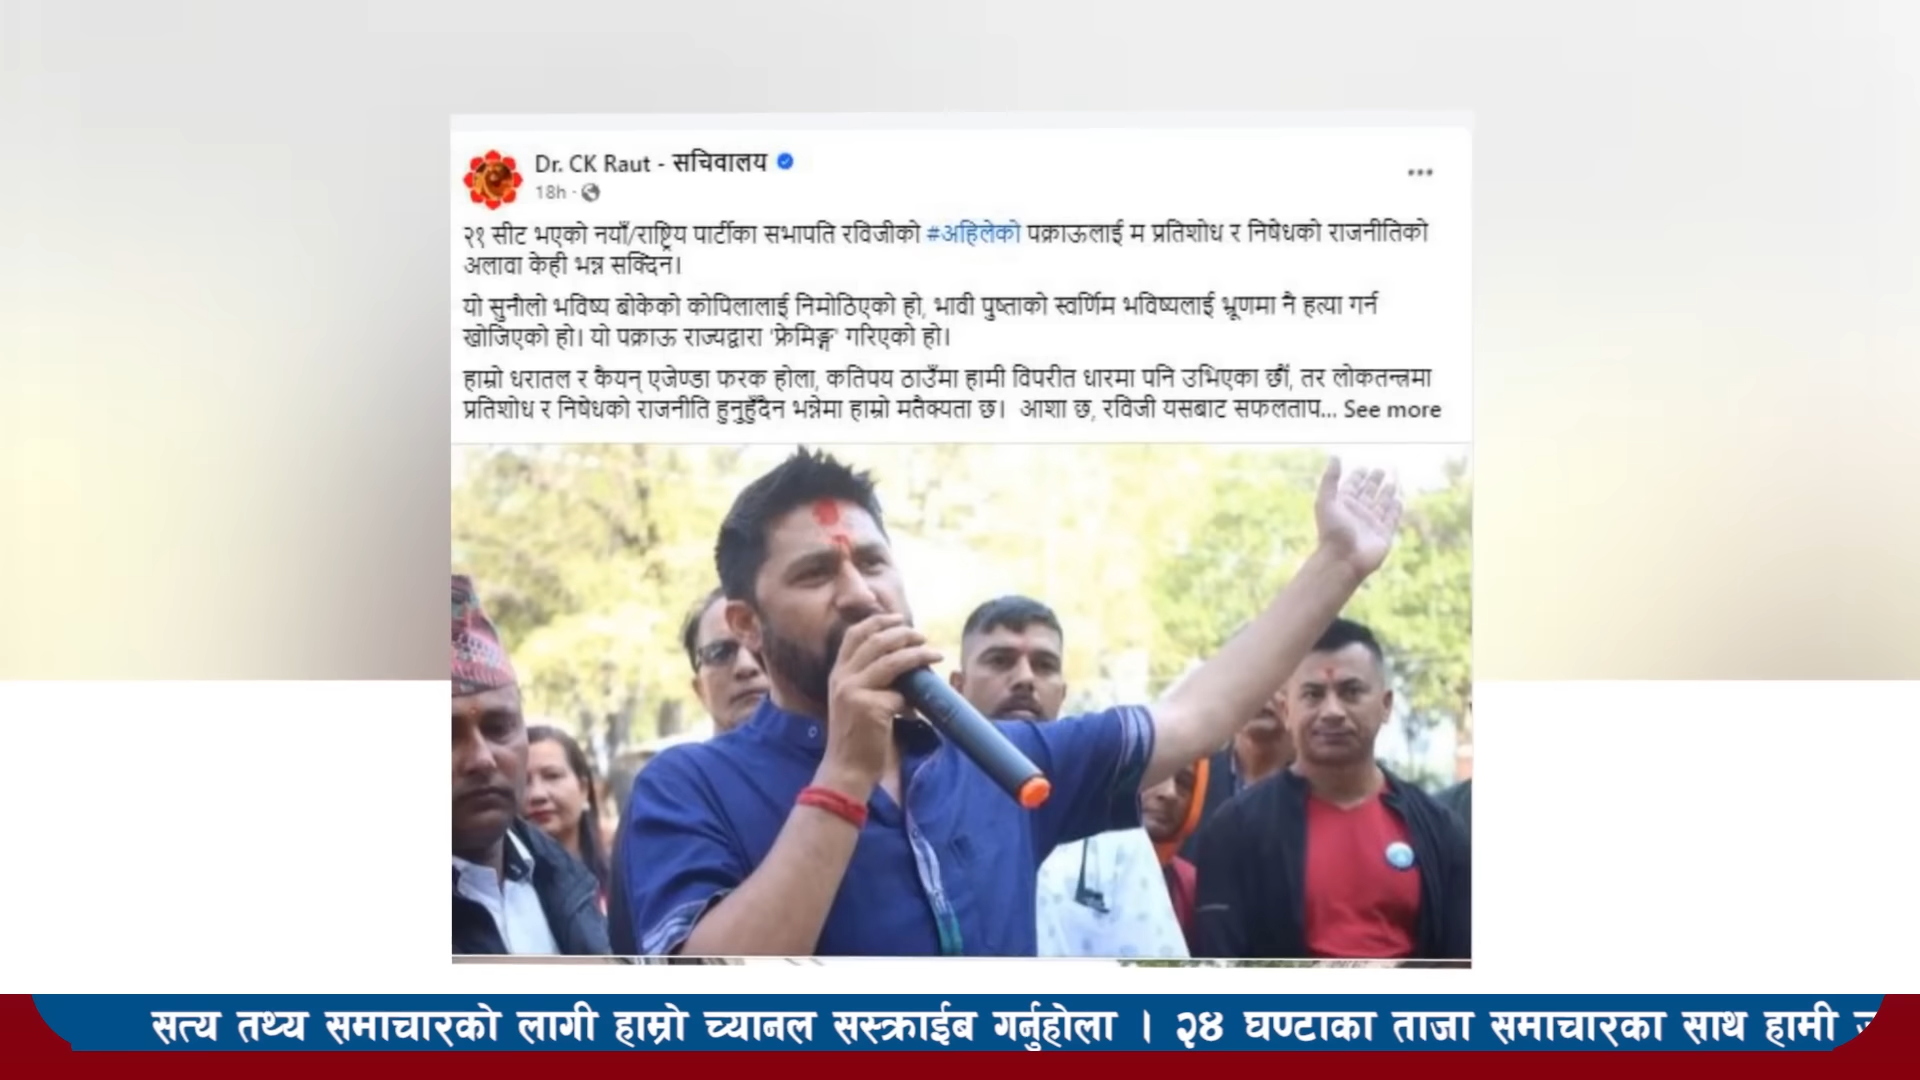 Dr. CK Raut - सचिवालय
18h
२१ सीट भएको नयाँ/राष्ट्रिय पार्टीका सभापति रविजीको #अहिलेको पक्राऊलाई म प्रतिशोध र निषेधको राजनीतिको
अलावा केही भन्न सक्दिन।
यो सुनौलो भविष्य बोकेको कोपिलालाई निमोठिएको हो, भावी पुष्ताको स्वर्णिम भविष्यलाई भ्रूणमा नै हत्या गर्न
खोजिएको हो। यो पक्राऊ राज्यद्वारा 'फ्रेमिङ्ग' गरिएको हो।
हाम्रो धरातल र कैयन् एजेण्डा फरक होला, कतिपय ठाउँमा हामी विपरीत धारमा पनि उभिएका छौं, तर लोकतन्त्रमा
प्रतिशोध र निषेधको राजनीति हुनुहुँदैन भन्नेमा हाम्रो मतैक्यता छ। आशा छ, रविजी यसबाट सफलताप... See more
सत्य तथ्य समाचारको लागी हाम्रो च्यानल सस्क्राईब गर्नुहोला । २४ घण्टाका ताजा समाचारका साथ हामी